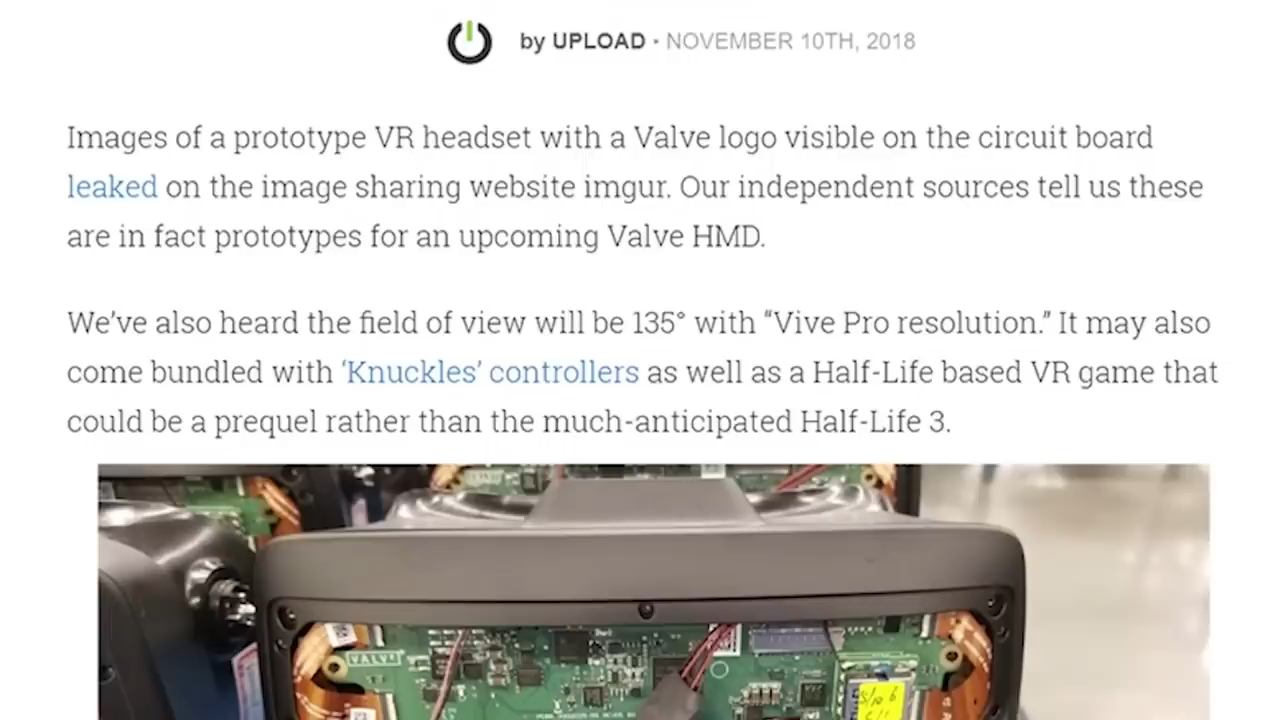 by UPLOAD · NOVEMBER 10TH, 2018
Images of a prototype VR headset with a Valve logo visible on the circuit board
leaked on the image sharing website imgur. Our independent sources tell us these
are in fact prototypes for an upcoming Valve HMD.
We’ve also heard the field of view will be 135° with “Vive Pro resolution.” It may also
come bundled with ‘Knuckles’ controllers as well as a Half-Life based VR game that
could be a prequel rather than the much-anticipated Half-Life 3.
VALVE